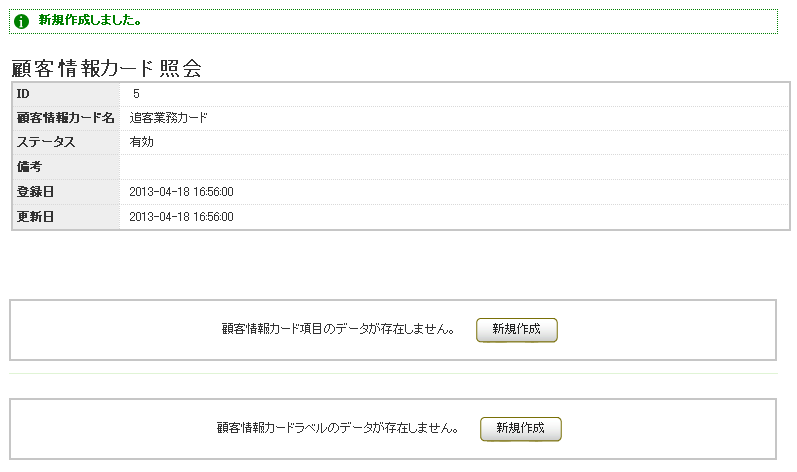 新規作成しました。
顧客情報カード照会
ID 5
顧客情報カード名 追客業務カード
ステータス 有効
備考
登録日 2013-04-18 16:56:00
更新日 2013-04-18 16:56:00
顧客情報カード項目のデータが存在しません。 新規作成
顧客情報カードラベルのデータが存在しません。 新規作成